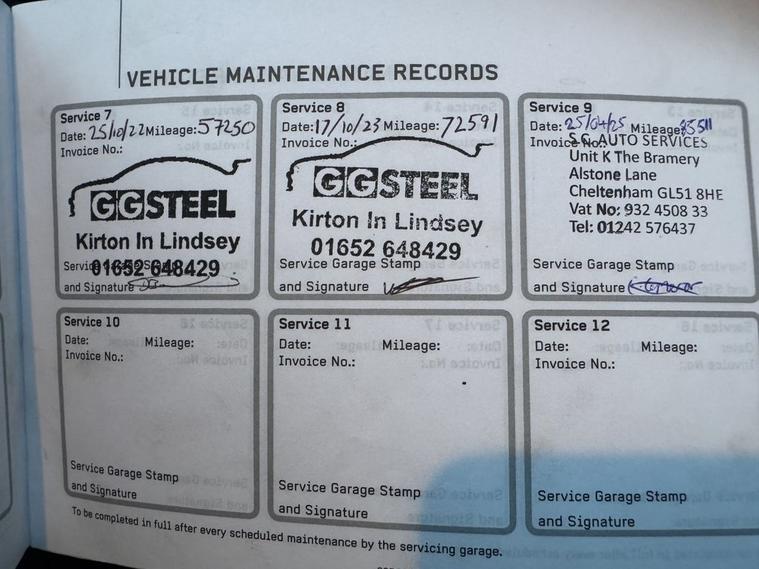 VEHICLE MAINTENANCE RECORDS
Service 7
Date: 25/10/22 Mileage: 57250
Invoice No.:
GGSTEEL
Kirton In Lindsey
01652 648429
and Signature
Service 8
Date: 17/10/23 Mileage: 72591
Invoice No.:
GGSTEEL
Kirton In Lindsey
01652 648429
Service Garage Stamp
and Signature
Service 9
Date: 25/04/25 Mileage: 85511
Invoice No.:
AUTO SERVICES
Unit K The Bramery
Alstone Lane
Cheltenham GL51 8HE
Vat No: 932 4508 33
Tel: 01242 576437
Service Garage Stamp
and Signature
Service 10
Date: Mileage:
Invoice No.:
Service Garage Stamp
and Signature
Service 11
Date: Mileage:
Invoice No.:
Service Garage Stamp
and Signature
Service 12
Date: Mileage:
Invoice No.:
Service Garage Stamp
and Signature
To be completed in full after every scheduled maintenance by the servicing garage.